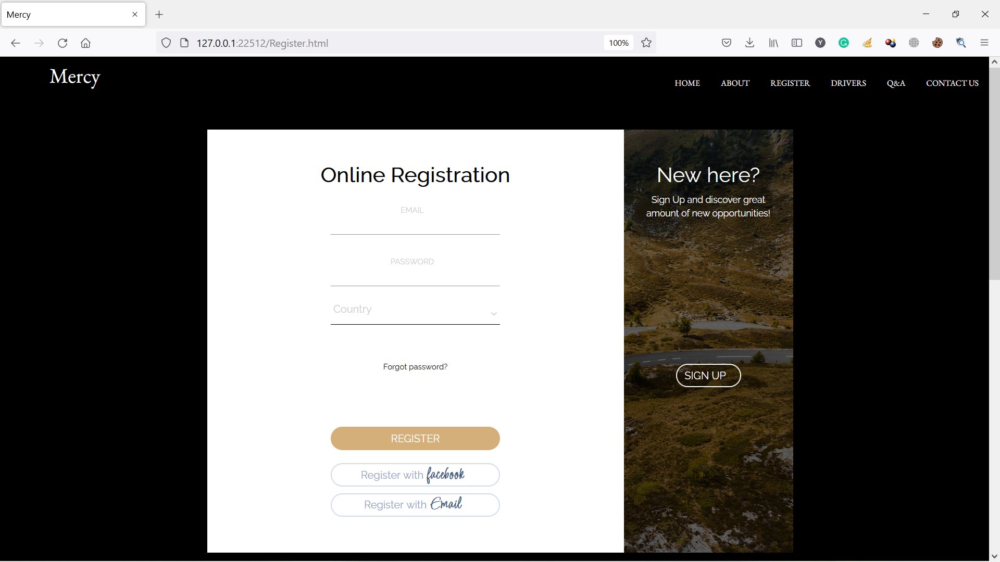 Mercy
127.0.0.1:22512/Register.html
100%
Y
Mercy
HOME ABOUT REGISTER DRIVERS Q&A CONTACT US
Online Registration
EMAIL
PASSWORD
Country
Forgot password?
REGISTER
Register with facebook
Register with Email
New here?
Sign Up and discover great
amount of new opportunities!
SIGN UP